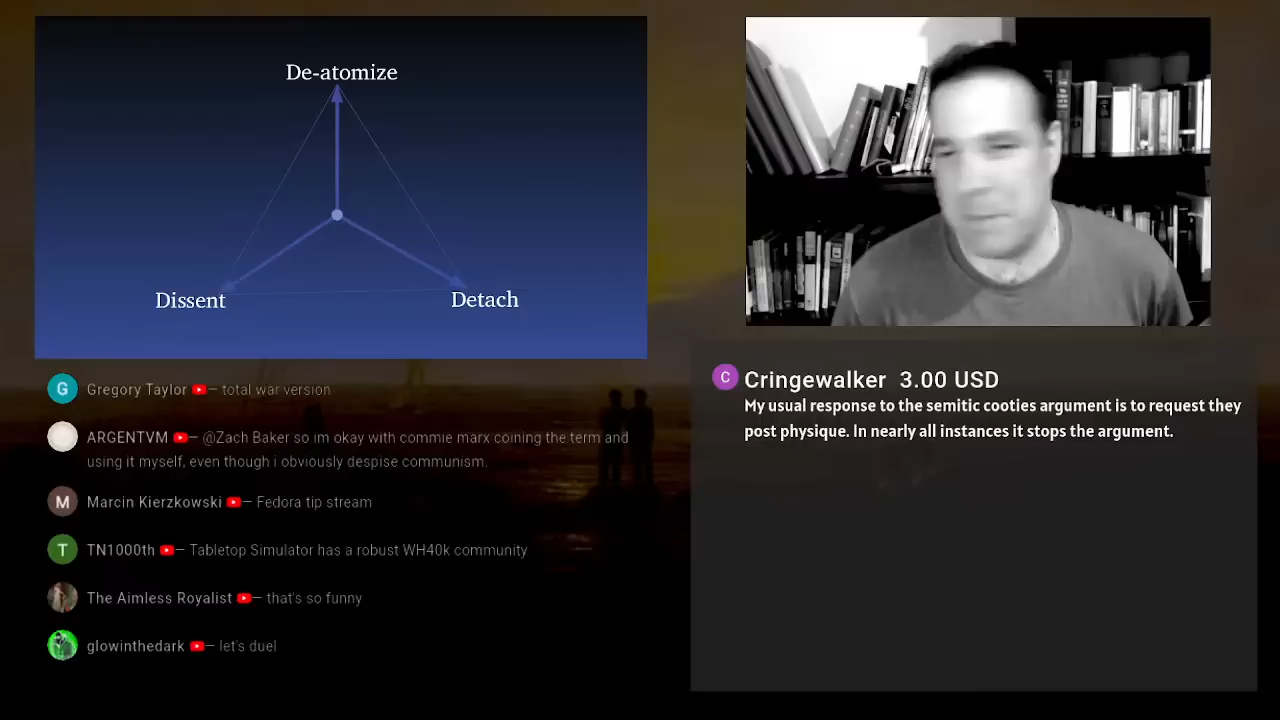 De-atomize
Dissent
Detach
G Gregory Taylor — total war version
ARGENTVM — @Zach Baker so im okay with commie marx coining the term and
using it myself, even though i obviously despise communism.
M Marcin Kierzkowski — Fedora tip stream
T TN1000th — Tabletop Simulator has a robust WH40k community
The Aimless Royalist — that's so funny
glowinthedark — let's duel
C Cringewalker 3.00 USD
My usual response to the semitic cooties argument is to request they
post physique. In nearly all instances it stops the argument.